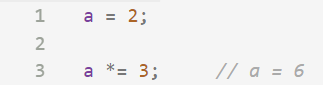 1 a = 2;
2
3 a *= 3; // a = 6